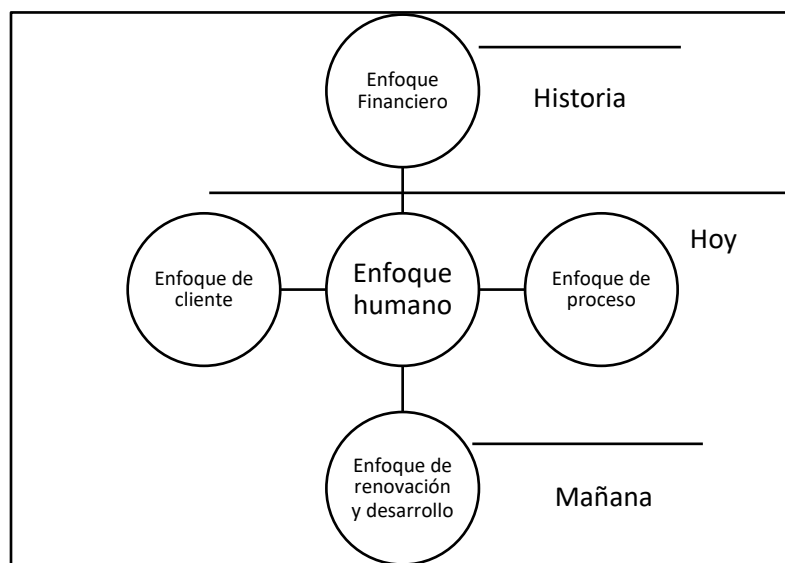 Enfoque
Financiero
Historia
Hoy
Enfoque de
cliente
Enfoque
humano
Enfoque de
proceso
Enfoque de
renovación
y desarrollo
Mañana